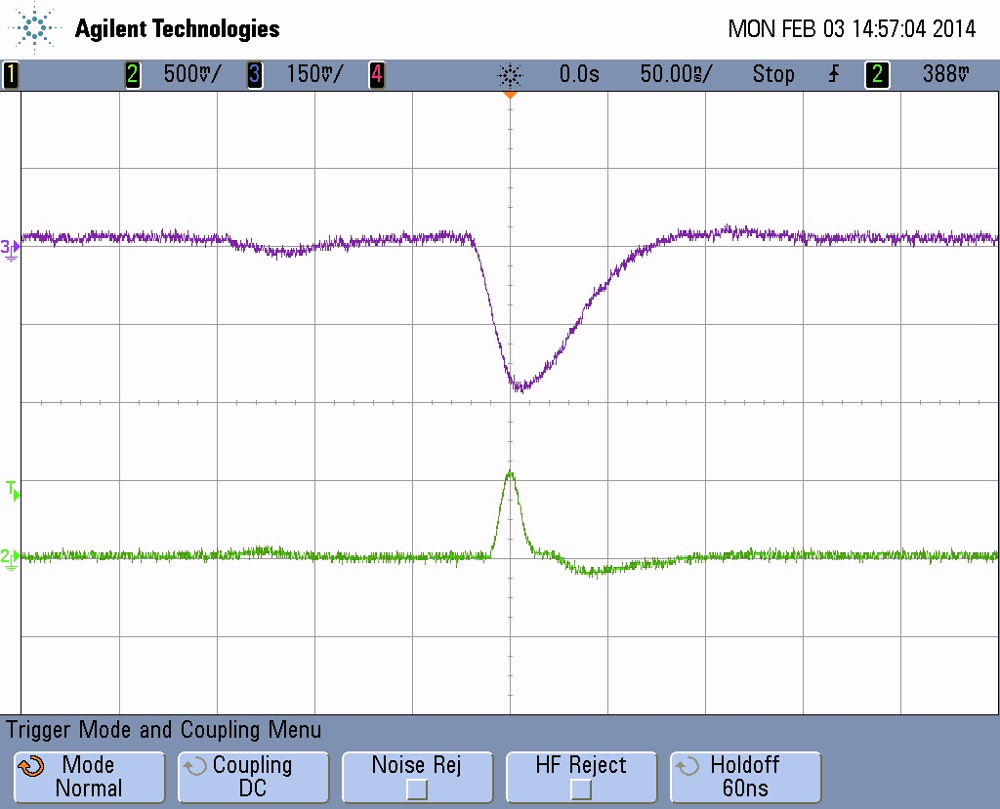 Agilent Technologies MON FEB 03 14:57:04 2014
1 2 500mV/ 3 150mV/ 4 0.0s 50.00ns/ Stop 2 388mV
3
T
2
Trigger Mode and Coupling Menu
Mode Coupling Noise Rej HF Reject Holdoff
Normal DC 60ns